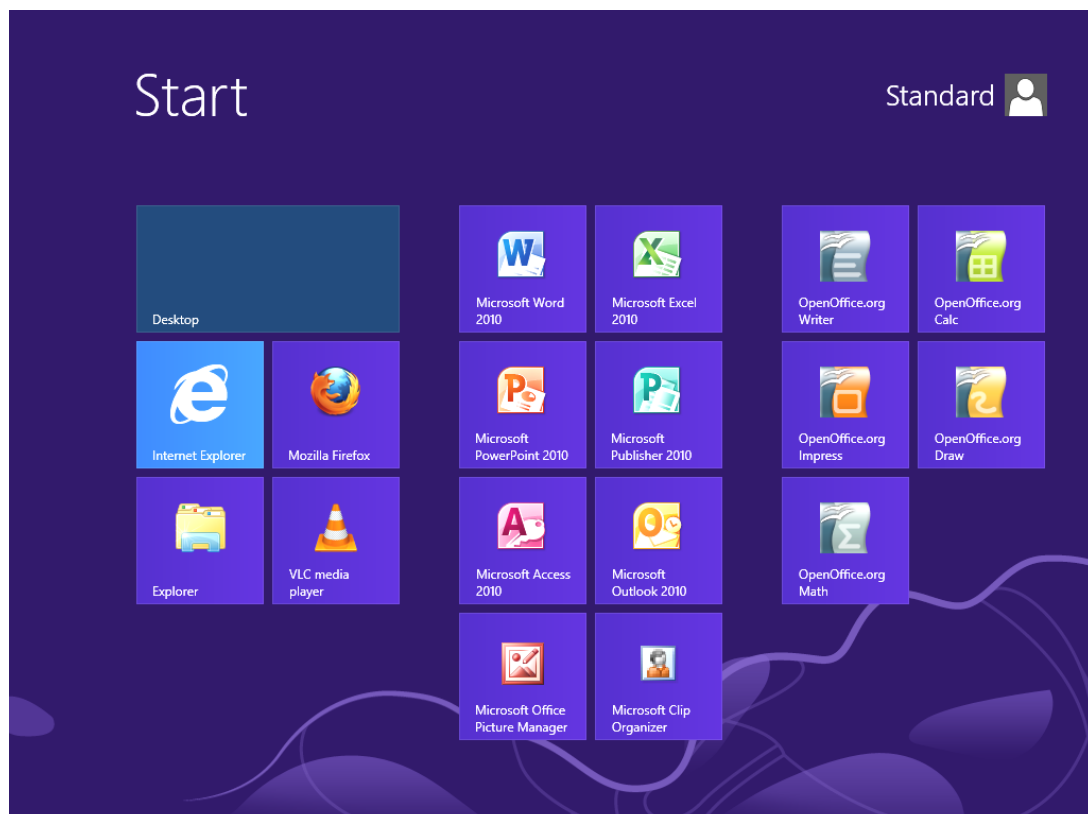 Start
Standard
Desktop
Internet Explorer
Mozilla Firefox
Explorer
VLC media
player
Microsoft Word
2010
Microsoft Excel
2010
Microsoft
PowerPoint 2010
Microsoft
Publisher 2010
Microsoft Access
2010
Microsoft
Outlook 2010
Microsoft Office
Picture Manager
Microsoft Clip
Organizer
OpenOffice.org
Writer
OpenOffice.org
Calc
OpenOffice.org
Impress
OpenOffice.org
Draw
OpenOffice.org
Math